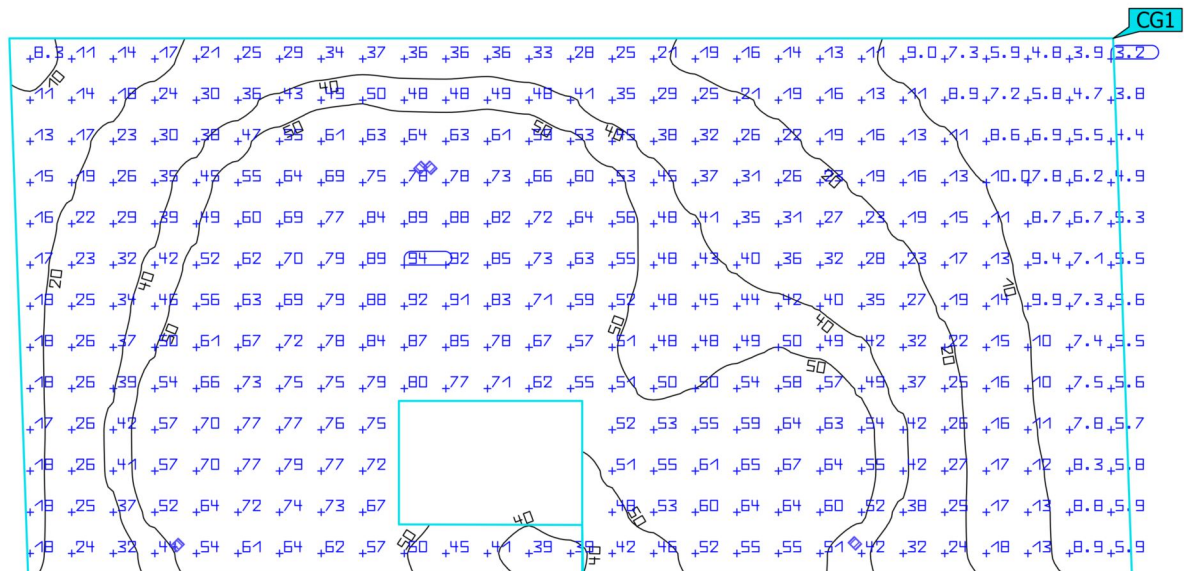 CG1
+8.3 +11 +14 +17 +21 +25 +29 +34 +37 +36 +36 +33 +28 +25 +21 +19 +16 +14 +13 +11 +9.0 +7.3 +5.9 +4.8 +3.9 +3.2
10 40
+11 +14 +18 +24 +30 +36 +43 +49 +50 +48 +48 +49 +48 +41 +35 +29 +25 +21 +19 +16 +13 +11 +8.9 +7.2 +5.8 +4.7 +3.8
50 50 40
+13 +17 +23 +30 +38 +47 +55 +61 +63 +64 +63 +61 +53 +45 +38 +32 +26 +22 +19 +16 +13 +11 +8.6 +6.9 +5.5 +4.4
20
+15 +19 +26 +35 +45 +55 +64 +69 +75 +78 +78 +73 +66 +60 +53 +45 +37 +31 +26 +23 +19 +16 +13 +10.0 +7.8 +6.2 +4.9
+16 +22 +29 +39 +49 +60 +69 +77 +84 +89 +88 +82 +72 +64 +56 +48 +41 +35 +31 +27 +23 +19 +15 +11 +8.7 +6.7 +5.3
+17 +23 +32 +42 +52 +62 +70 +79 +89 +94 +92 +85 +73 +63 +55 +48 +43 +40 +36 +32 +28 +23 +17 +13 +9.4 +7.1 +5.5
20 40 10
+19 +25 +34 +46 +56 +63 +69 +79 +88 +92 +91 +83 +71 +59 +52 +48 +45 +44 +42 +40 +35 +27 +19 +14 +9.9 +7.3 +5.6
50 50 40
+18 +26 +37 +61 +67 +72 +78 +84 +87 +85 +78 +67 +57 +51 +48 +48 +49 +50 +49 +42 +32 +22 +15 +10 +7.4 +5.5
50 20
+18 +26 +39 +54 +66 +73 +75 +75 +79 +80 +77 +71 +62 +55 +51 +50 +50 +54 +58 +57 +49 +37 +25 +16 +10 +7.5 +5.6
+17 +26 +42 +57 +70 +77 +77 +76 +75 +52 +53 +55 +59 +64 +63 +54 +42 +26 +16 +11 +7.8 +5.7
+18 +26 +41 +57 +70 +77 +79 +77 +72 +51 +55 +61 +65 +67 +64 +55 +42 +27 +17 +12 +8.3 +5.8
+18 +25 +37 +52 +64 +72 +74 +73 +67 +48 +53 +60 +64 +64 +60 +52 +38 +25 +17 +13 +8.8 +5.9
50 40 50 40
+18 +24 +32 +54 +61 +64 +62 +57 +50 +45 +41 +39 +38 +42 +46 +52 +55 +55 +51 +42 +32 +24 +18 +13 +8.9 +5.9